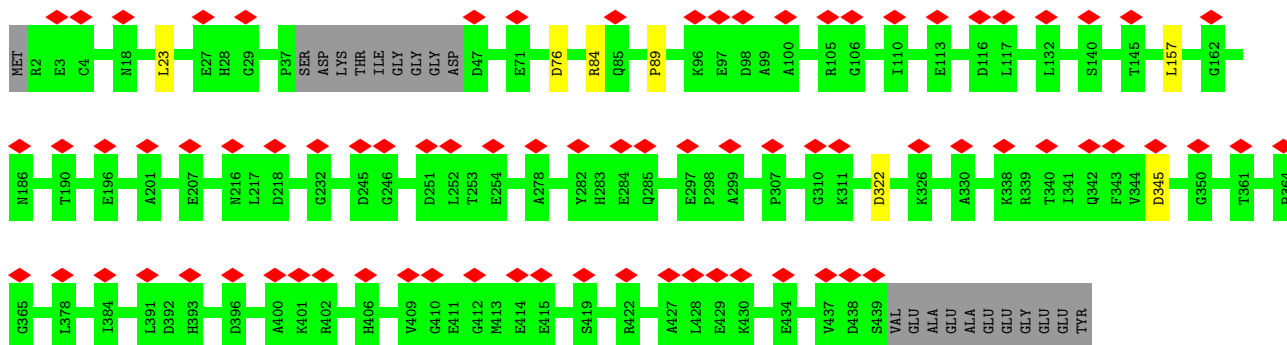 MET R2 E3 C4 N18 L23 E27 H28 G29 P37 SER ASP LYS THR ILE GLY GLY GLY ASP D47 E71 D76 R84 Q85 P89 K96 E97 D98 A99 A100 R105 G106 I110 E113 D116 L117 L132 S140 T145 L157 G162
N186 T190 E196 A201 E207 N216 L217 D218 G232 D245 G246 D251 L252 T253 E254 A278 Y282 H283 E284 Q285 E297 P298 A299 P307 G310 K311 D322 K326 A330 K338 R339 T340 I341 Q342 F343 V344 D345 G350 T361
G365 L378 I384 L391 D392 H393 D396 A400 K401 R402 H406 V409 G410 E411 G412 M413 E414 E415 S419 R422 A427 L428 E429 K430 E434 V437 D438 S439 VAL GLU ALA GLU ALA GLU GLU GLY GLU GLU TYR